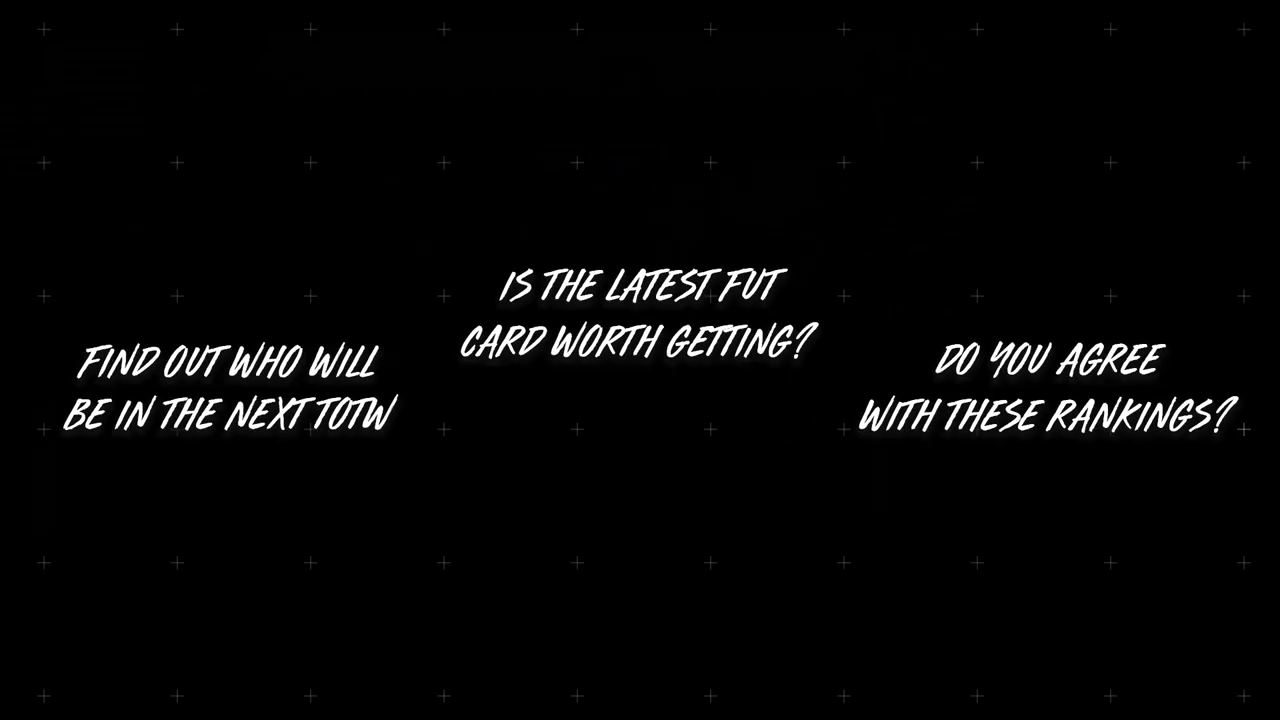 FIND OUT WHO WILL
BE IN THE NEXT TOTW
IS THE LATEST FUT
CARD WORTH GETTING?
DO YOU AGREE
WITH THESE RANKINGS?